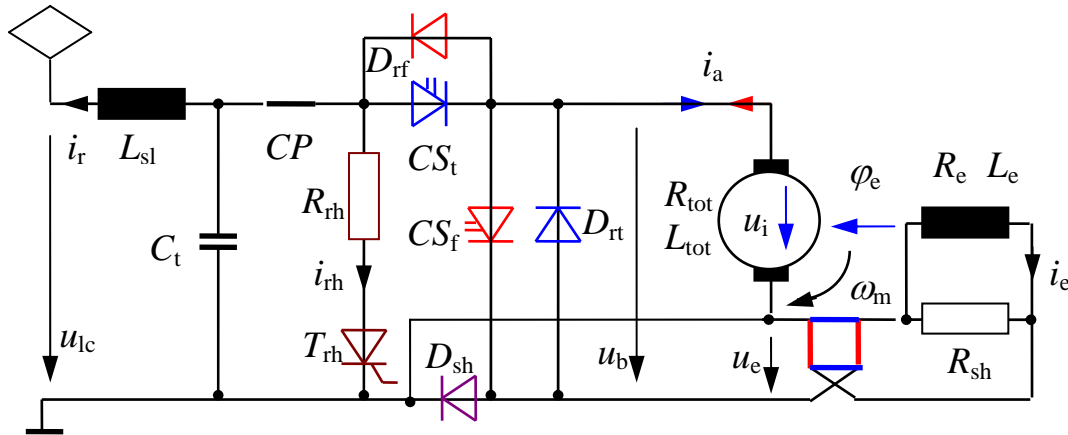 D_rf
i_a
i_r
L_sl
CP
CS_t
R_rh
CS_f
D_rt
R_tot
L_tot
u_i
φ_e
R_e L_e
C_t
i_rh
ω_m
i_e
u_lc
T_rh
D_sh
u_b
u_e
R_sh